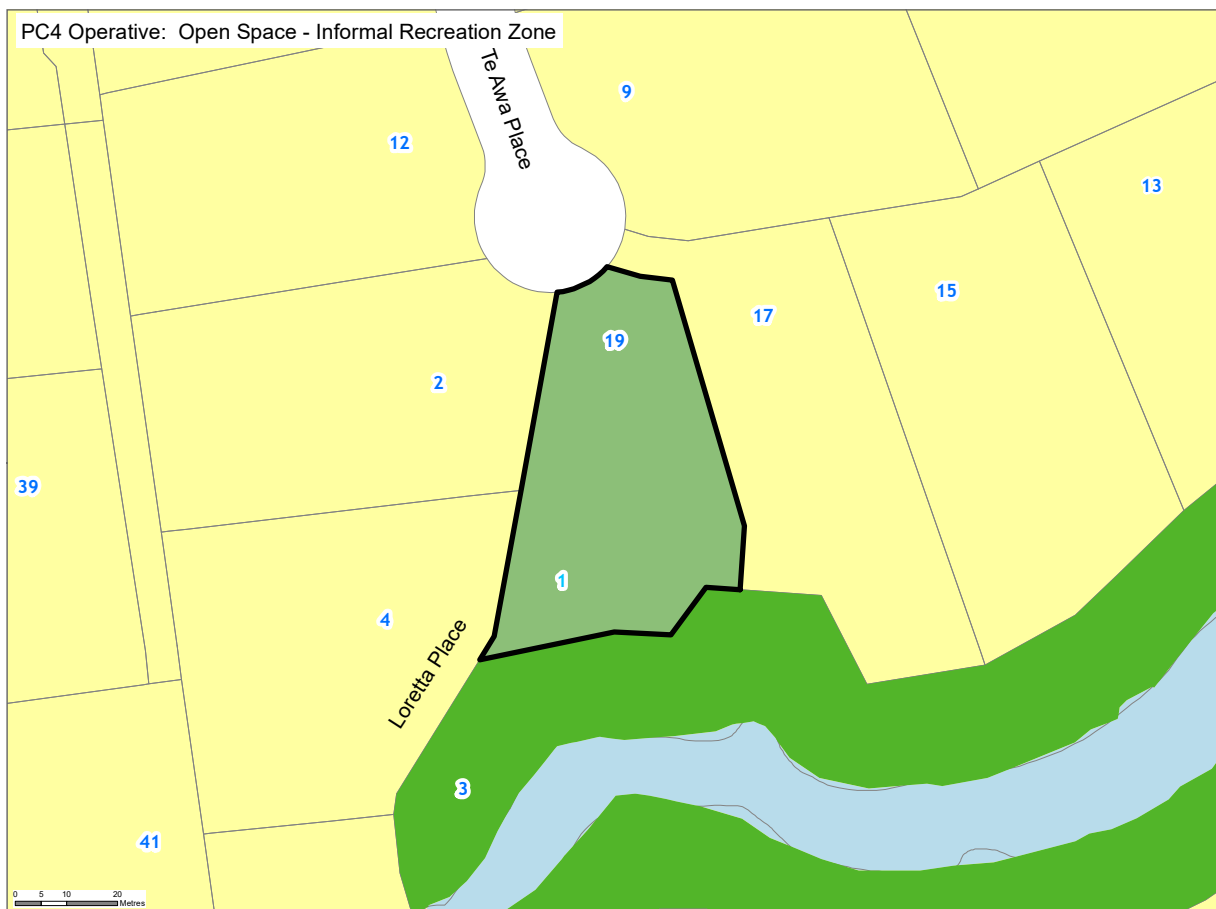 PC4 Operative: Open Space - Informal Recreation Zone
Te Awa Place
9
12
13
15
17
19
2
39
1
4
Loretta Place
3
41
0 5 10 20
Metres